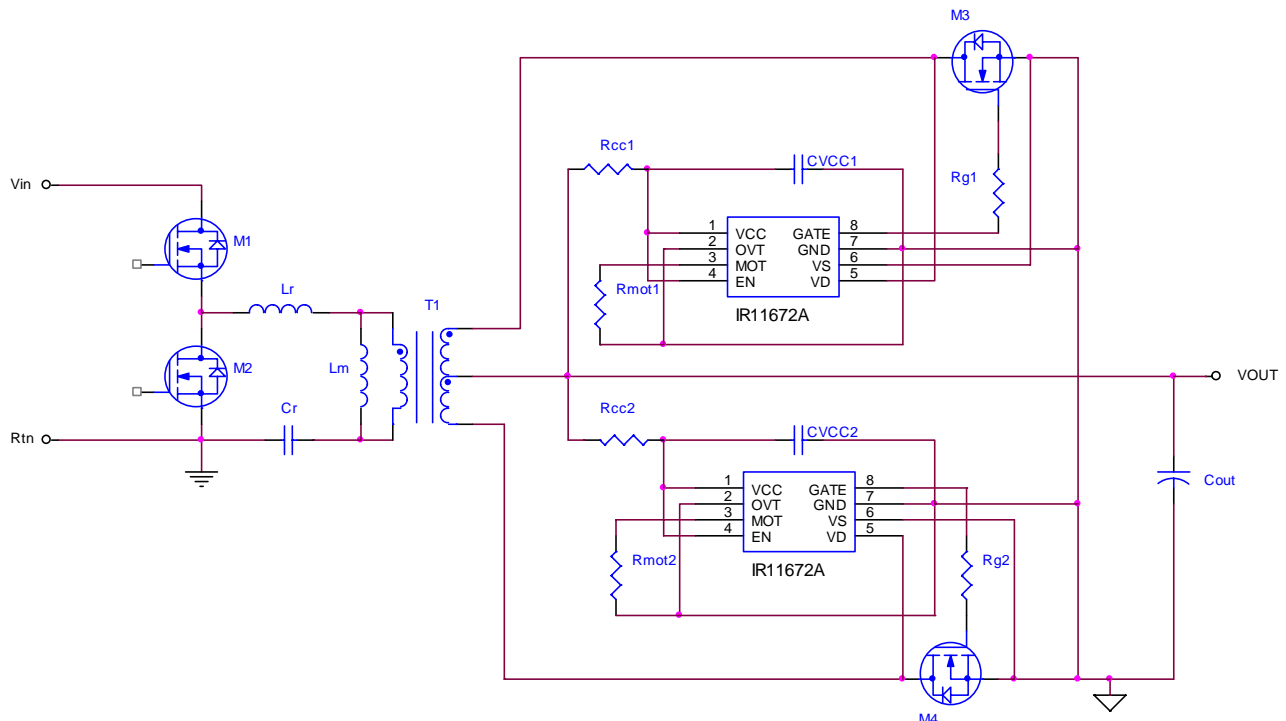 M3
Rcc1
CVCC1
Rg1
Vin
M1
1 VCC GATE 8
2 OVT GND 7
3 MOT VS 6
4 EN VD 5
Rmot1
IR11672A
Lr
T1
Lm
M2
VOUT
Rcc2
CVCC2
Cr
Rtn
1 VCC GATE 8
2 OVT GND 7
3 MOT VS 6
4 EN VD 5
Cout
Rmot2
Rg2
IR11672A
M4